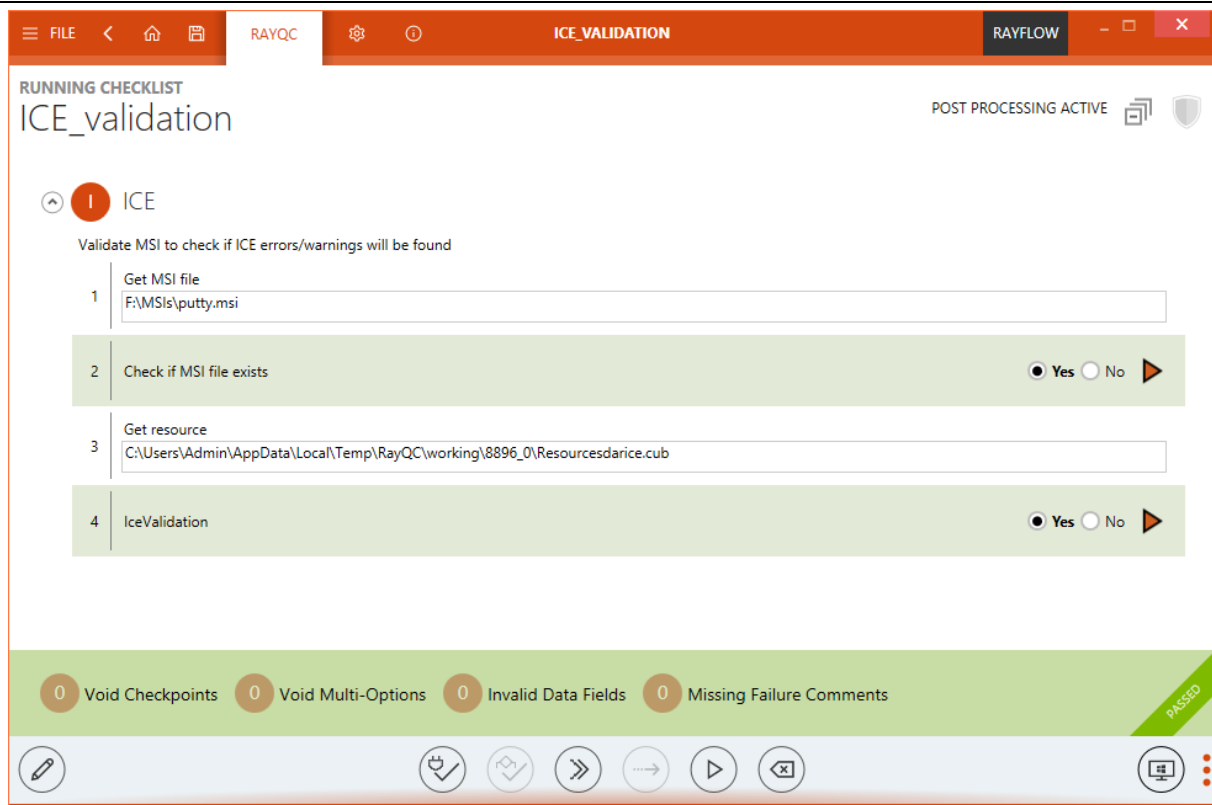 FILE RAYQC ICE_VALIDATION RAYFLOW
RUNNING CHECKLIST
ICE_validation
POST PROCESSING ACTIVE
I ICE
Validate MSI to check if ICE errors/warnings will be found
Get MSI file
1 F:\MSIs\putty.msi
2 Check if MSI file exists Yes No
Get resource
3 C:\Users\Admin\AppData\Local\Temp\RayQC\working\8896_0\Resourcesdarice.cub
4 IceValidation Yes No
0 Void Checkpoints 0 Void Multi-Options 0 Invalid Data Fields 0 Missing Failure Comments
PASSED